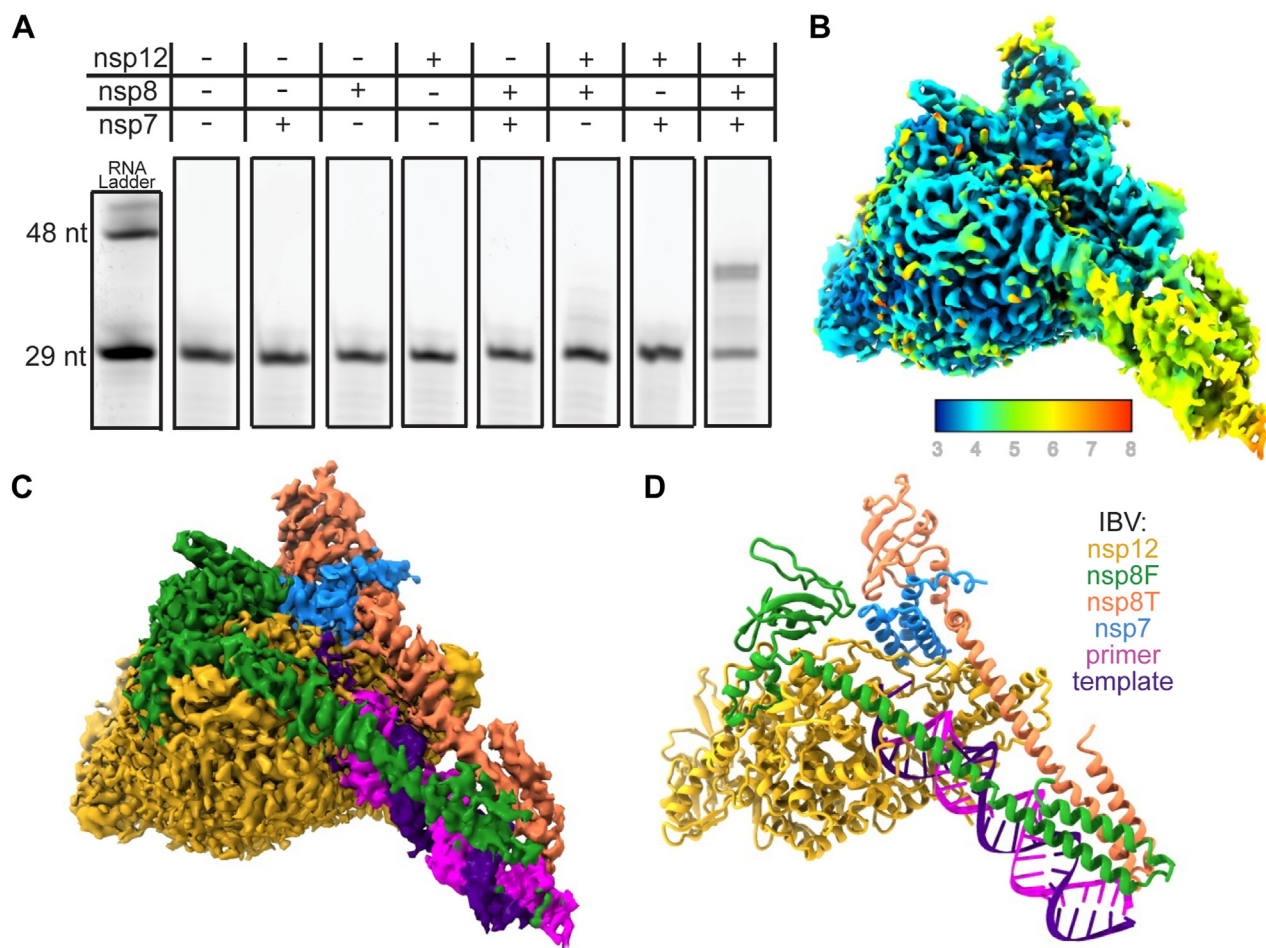 A
nsp12 - - - + - + + +
nsp8 - - + - + + - +
nsp7 - + - - + - + +
RNA
Ladder
48 nt
29 nt
B
3 4 5 6 7 8
C
D
IBV:
nsp12
nsp8F
nsp8T
nsp7
primer
template